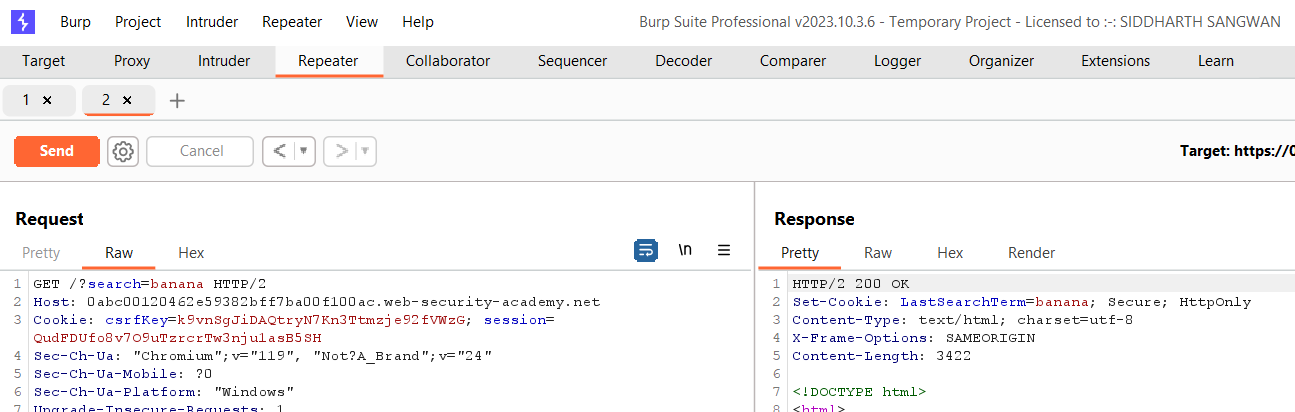 Burp Project Intruder Repeater View Help Burp Suite Professional v2023.10.3.6 - Temporary Project - Licensed to :-: SIDDHARTH SANGWAN
Target Proxy Intruder Repeater Collaborator Sequencer Decoder Comparer Logger Organizer Extensions Learn
1 × 2 × +
Send Cancel < > Target: https://0
Request
Pretty Raw Hex \n
1 GET /?search=banana HTTP/2
2 Host: 0abc00120462e59382bff7ba00f100ac.web-security-academy.net
3 Cookie: csrfKey=k9vnSgJiDAQtryN7Kn3Ttmzje92fVWzG; session=
QudFDUfo8v7O9uTzrcrTw3nju1asB5SH
4 Sec-Ch-Ua: "Chromium";v="119", "Not?A_Brand";v="24"
5 Sec-Ch-Ua-Mobile: ?0
6 Sec-Ch-Ua-Platform: "Windows"
7 Upgrade-Insecure-Requests: 1
Response
Pretty Raw Hex Render
1 HTTP/2 200 OK
2 Set-Cookie: LastSearchTerm=banana; Secure; HttpOnly
3 Content-Type: text/html; charset=utf-8
4 X-Frame-Options: SAMEORIGIN
5 Content-Length: 3422
6
7 <!DOCTYPE html>
8 <html>